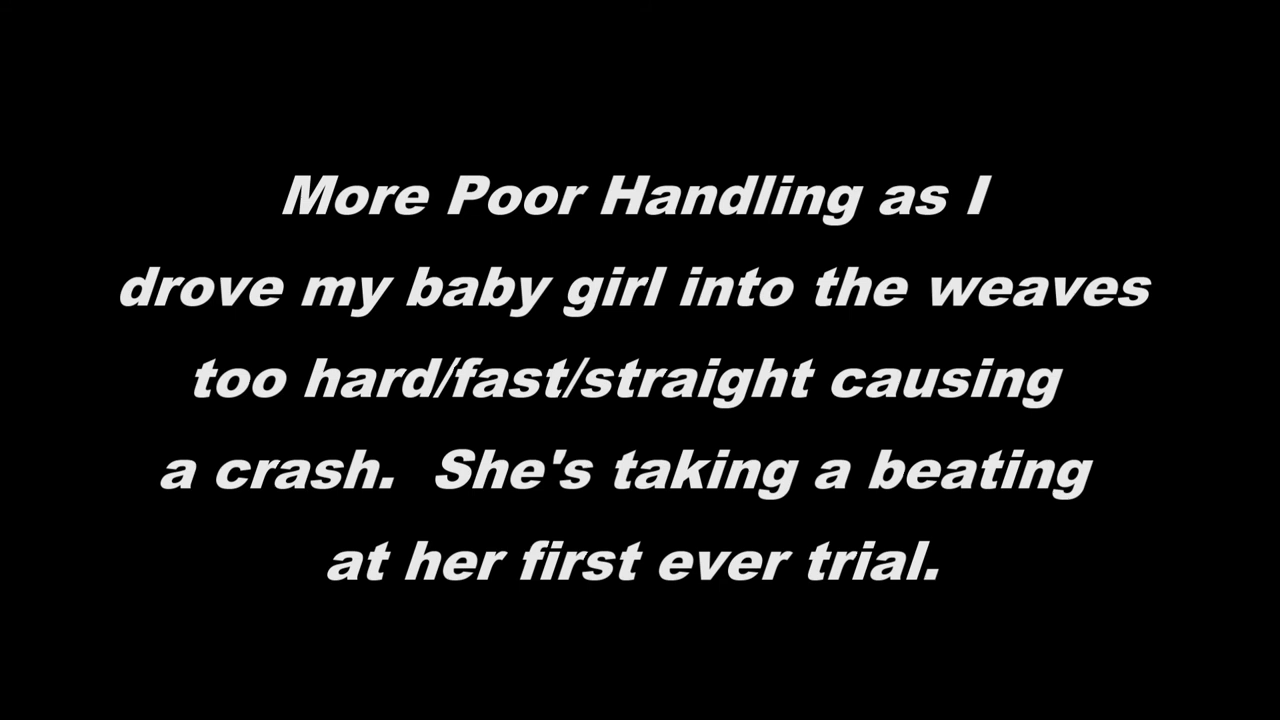 More Poor Handling as I
drove my baby girl into the weaves
too hard/fast/straight causing
a crash.  She's taking a beating
at her first ever trial.